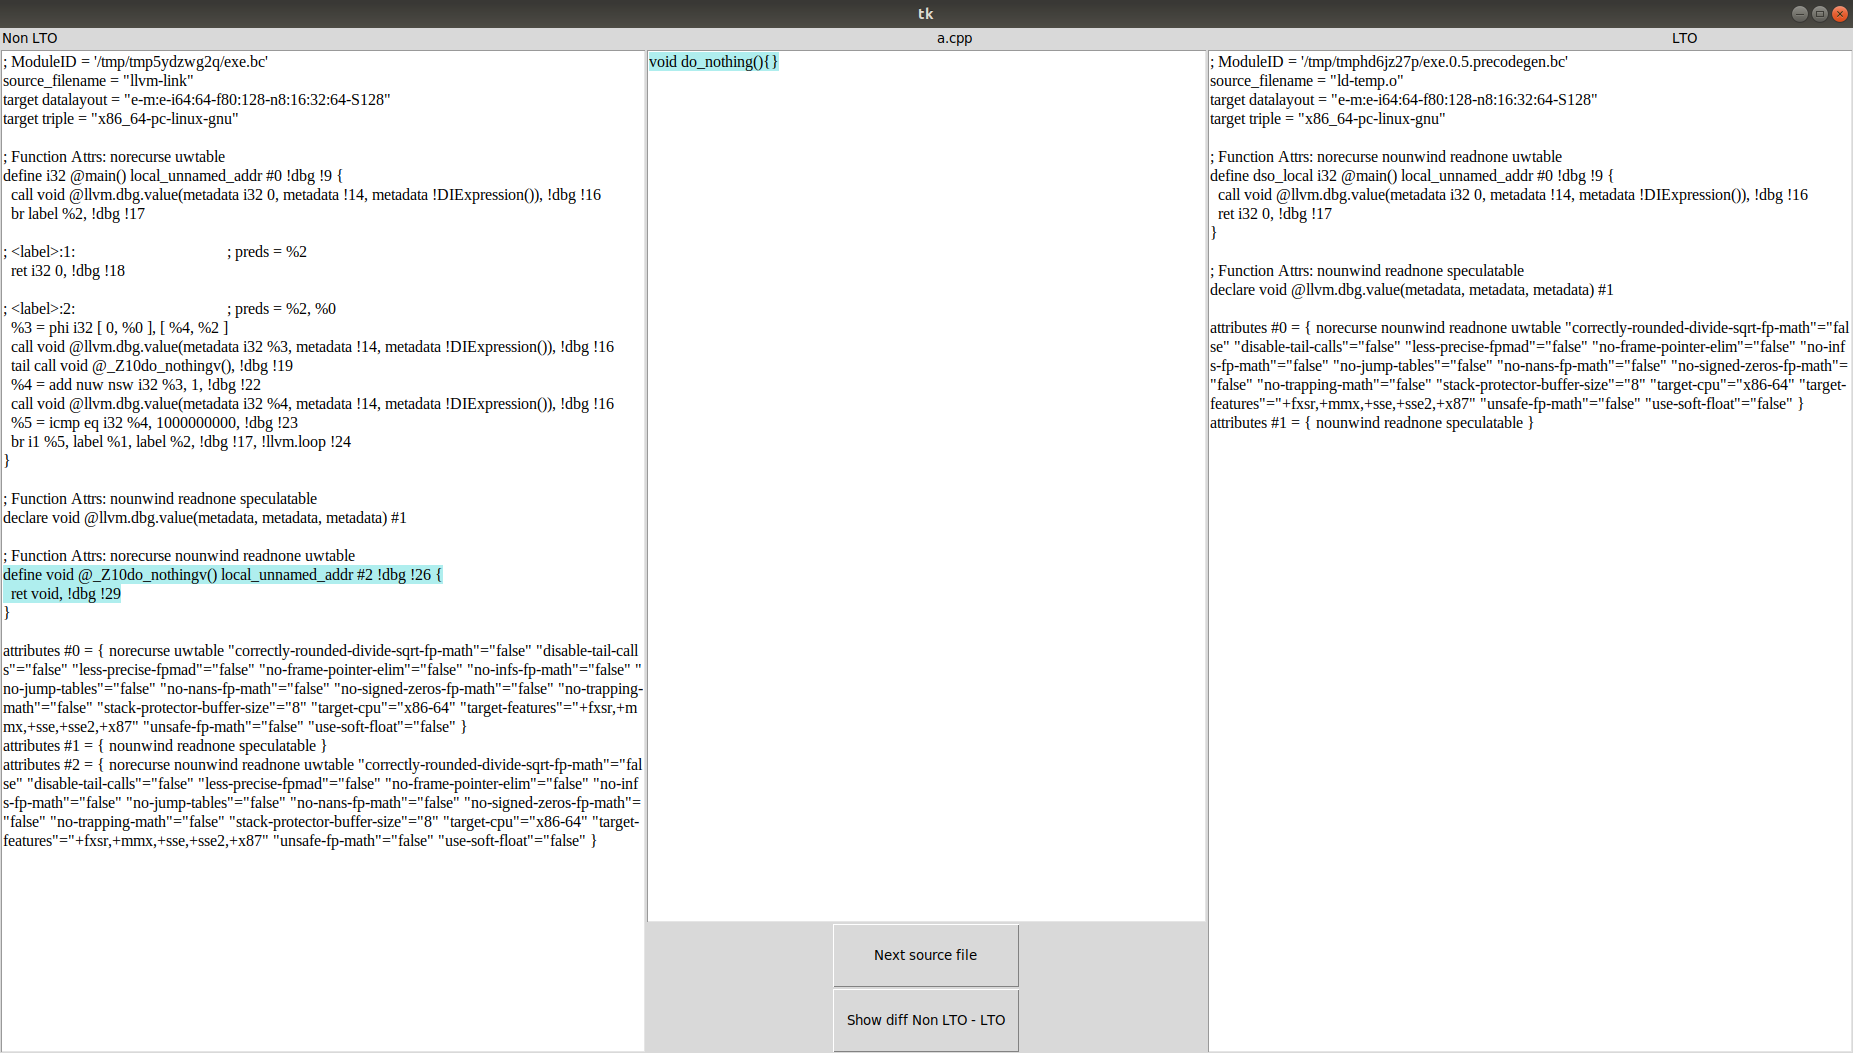 tk
Non LTO
a.cpp
LTO
; ModuleID = '/tmp/tmp5ydzwg2q/exe.bc'
source_filename = "llvm-link"
target datalayout = "e-m:e-i64:64-f80:128-n8:16:32:64-S128"
target triple = "x86_64-pc-linux-gnu"
; Function Attrs: norecurse uwtable
define i32 @main() local_unnamed_addr #0 !dbg !9 {
call void @llvm.dbg.value(metadata i32 0, metadata !14, metadata !DIExpression()), !dbg !16
br label %2, !dbg !17
; <label>:1: ; preds = %2
ret i32 0, !dbg !18
; <label>:2: ; preds = %2, %0
%3 = phi i32 [ 0, %0 ], [ %4, %2 ]
call void @llvm.dbg.value(metadata i32 %3, metadata !14, metadata !DIExpression()), !dbg !16
tail call void @_Z10do_nothingv(), !dbg !19
%4 = add nuw nsw i32 %3, 1, !dbg !22
call void @llvm.dbg.value(metadata i32 %4, metadata !14, metadata !DIExpression()), !dbg !16
%5 = icmp eq i32 %4, 1000000000, !dbg !23
br i1 %5, label %1, label %2, !dbg !17, !llvm.loop !24
}
; Function Attrs: nounwind readnone speculatable
declare void @llvm.dbg.value(metadata, metadata, metadata) #1
; Function Attrs: norecurse nounwind readnone uwtable
define void @_Z10do_nothingv() local_unnamed_addr #2 !dbg !26 {
ret void, !dbg !29
}
attributes #0 = { norecurse uwtable "correctly-rounded-divide-sqrt-fp-math"="false" "disable-tail-call
s"="false" "less-precise-fpmad"="false" "no-frame-pointer-elim"="false" "no-infs-fp-math"="false" "
no-jump-tables"="false" "no-nans-fp-math"="false" "no-signed-zeros-fp-math"="false" "no-trapping-
math"="false" "stack-protector-buffer-size"="8" "target-cpu"="x86-64" "target-features"="+fxsr,+m
mx,+sse,+sse2,+x87" "unsafe-fp-math"="false" "use-soft-float"="false" }
attributes #1 = { nounwind readnone speculatable }
attributes #2 = { norecurse nounwind readnone uwtable "correctly-rounded-divide-sqrt-fp-math"="fal
se" "disable-tail-calls"="false" "less-precise-fpmad"="false" "no-frame-pointer-elim"="false" "no-inf
s-fp-math"="false" "no-jump-tables"="false" "no-nans-fp-math"="false" "no-signed-zeros-fp-math"=
"false" "no-trapping-math"="false" "stack-protector-buffer-size"="8" "target-cpu"="x86-64" "target-
features"="+fxsr,+mmx,+sse,+sse2,+x87" "unsafe-fp-math"="false" "use-soft-float"="false" }
void do_nothing(){}
Next source file
Show diff Non LTO - LTO
; ModuleID = '/tmp/tmphd6jz27p/exe.0.5.precodegen.bc'
source_filename = "ld-temp.o"
target datalayout = "e-m:e-i64:64-f80:128-n8:16:32:64-S128"
target triple = "x86_64-pc-linux-gnu"
; Function Attrs: norecurse nounwind readnone uwtable
define dso_local i32 @main() local_unnamed_addr #0 !dbg !9 {
call void @llvm.dbg.value(metadata i32 0, metadata !14, metadata !DIExpression()), !dbg !16
ret i32 0, !dbg !17
}
; Function Attrs: nounwind readnone speculatable
declare void @llvm.dbg.value(metadata, metadata, metadata) #1
attributes #0 = { norecurse nounwind readnone uwtable "correctly-rounded-divide-sqrt-fp-math"="fal
se" "disable-tail-calls"="false" "less-precise-fpmad"="false" "no-frame-pointer-elim"="false" "no-inf
s-fp-math"="false" "no-jump-tables"="false" "no-nans-fp-math"="false" "no-signed-zeros-fp-math"=
"false" "no-trapping-math"="false" "stack-protector-buffer-size"="8" "target-cpu"="x86-64" "target-
features"="+fxsr,+mmx,+sse,+sse2,+x87" "unsafe-fp-math"="false" "use-soft-float"="false" }
attributes #1 = { nounwind readnone speculatable }